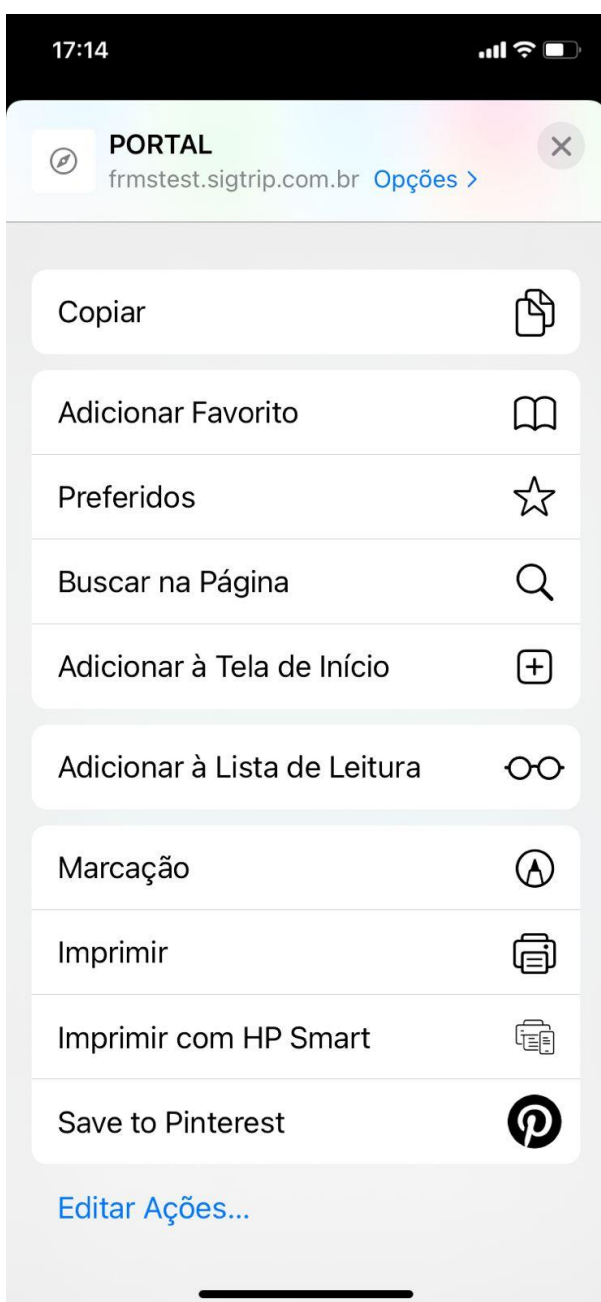 17:14
PORTAL
frmstest.sigtrip.com.br Opções >
Copiar
Adicionar Favorito
Preferidos
Buscar na Página
Adicionar à Tela de Início
Adicionar à Lista de Leitura
Marcação
Imprimir
Imprimir com HP Smart
Save to Pinterest
Editar Ações...